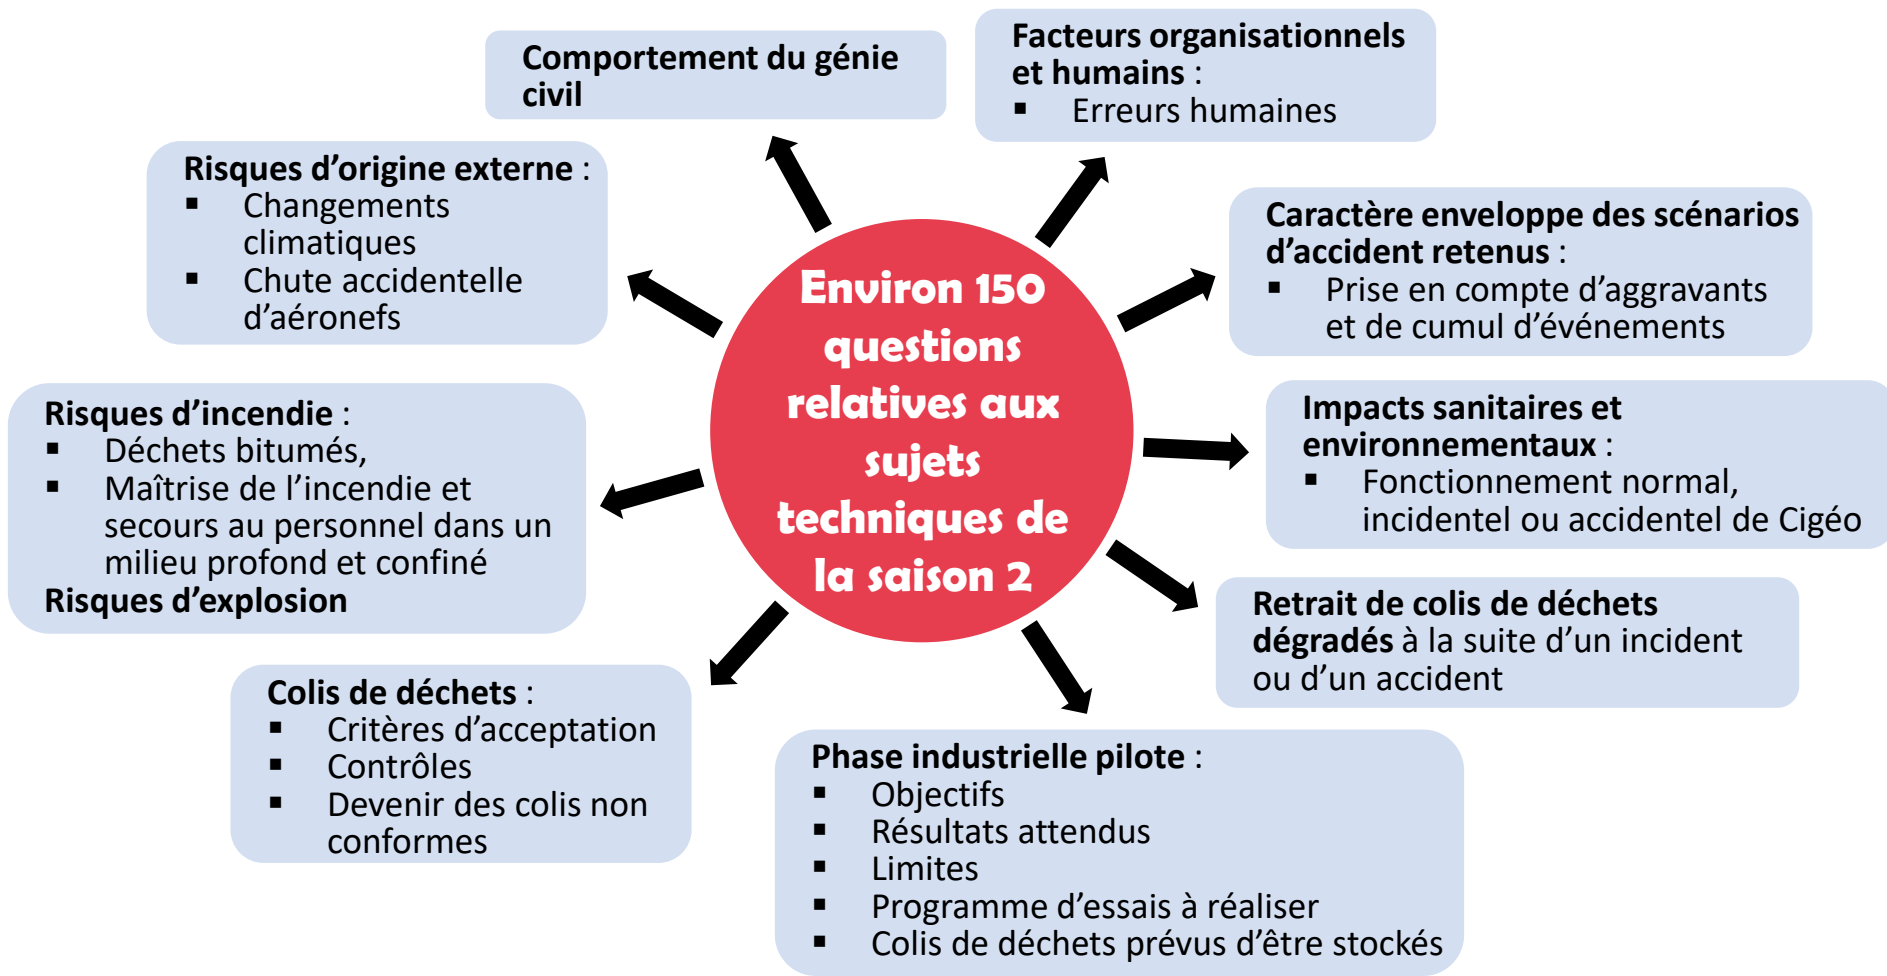 Comportement du génie
civil
Facteurs organisationnels
et humains :
▪ Erreurs humaines
Risques d’origine externe :
▪ Changements
climatiques
▪ Chute accidentelle
d’aéronefs
Caractère enveloppe des scénarios
d’accident retenus :
▪ Prise en compte d’aggravants
et de cumul d’événements
Environ 150
questions
relatives aux
sujets
techniques de
la saison 2
Risques d’incendie :
▪ Déchets bitumés,
▪ Maîtrise de l’incendie et
secours au personnel dans un
milieu profond et confiné
Risques d’explosion
Impacts sanitaires et
environnementaux :
▪ Fonctionnement normal,
incidentel ou accidentel de Cigéo
Retrait de colis de déchets
dégradés à la suite d’un incident
ou d’un accident
Colis de déchets :
▪ Critères d’acceptation
▪ Contrôles
▪ Devenir des colis non
conformes
Phase industrielle pilote :
▪ Objectifs
▪ Résultats attendus
▪ Limites
▪ Programme d’essais à réaliser
▪ Colis de déchets prévus d’être stockés